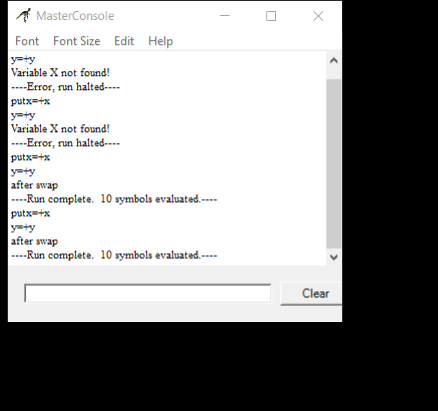 MasterConsole
Font Font Size Edit Help
y=+y
Variable X not found!
----Error, run halted----
putx=+x
y=+y
Variable X not found!
----Error, run halted----
putx=+x
y=+y
after swap
----Run complete. 10 symbols evaluated.----
putx=+x
y=+y
after swap
----Run complete. 10 symbols evaluated.----
Clear